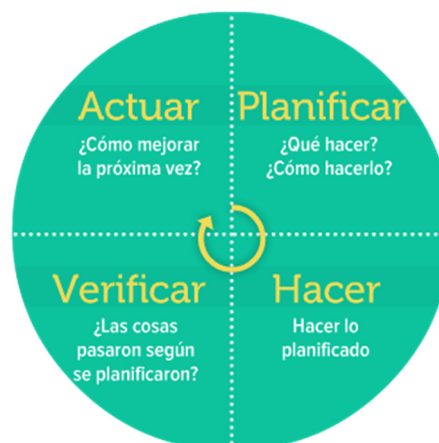 Actuar
¿Cómo mejorar
la próxima vez?
Planificar
¿Qué hacer?
¿Cómo hacerlo?
Verificar
¿Las cosas
pasaron según
se planificaron?
Hacer
Hacer lo
planificado